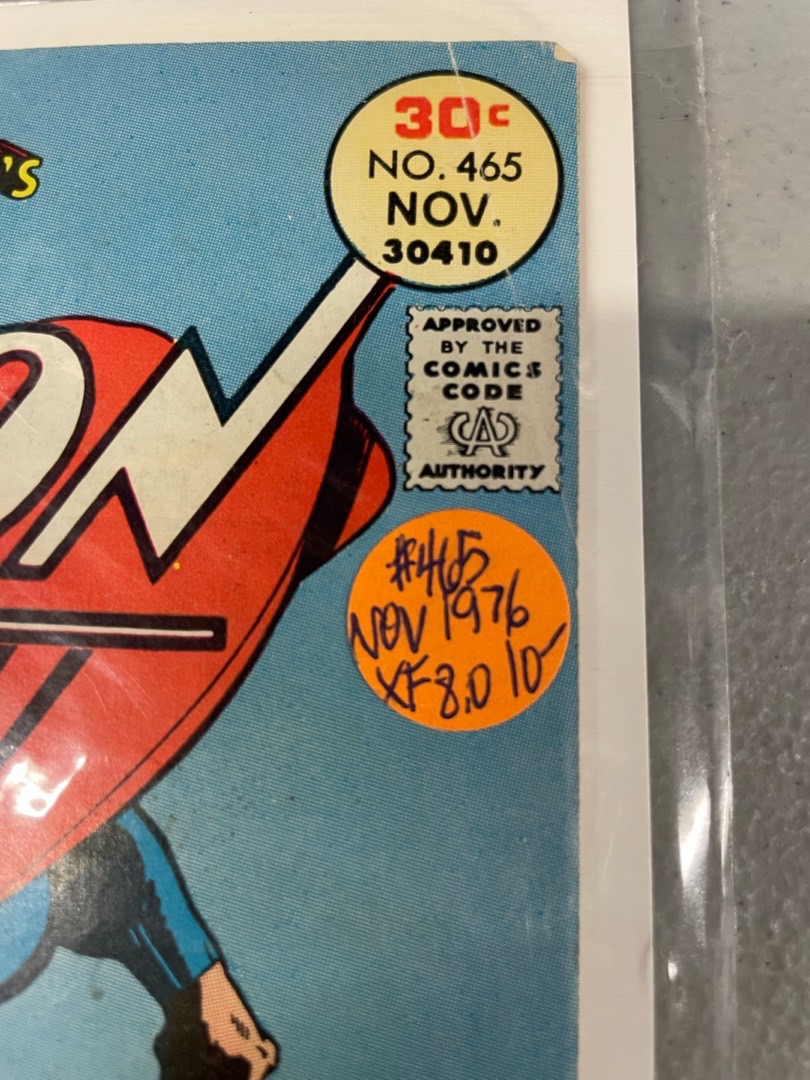 'S
30¢
NO. 465
NOV.
30410
ON
APPROVED
BY THE
COMICS
CODE
CA
AUTHORITY
#465
NOV 1976
XF 8.0 10-